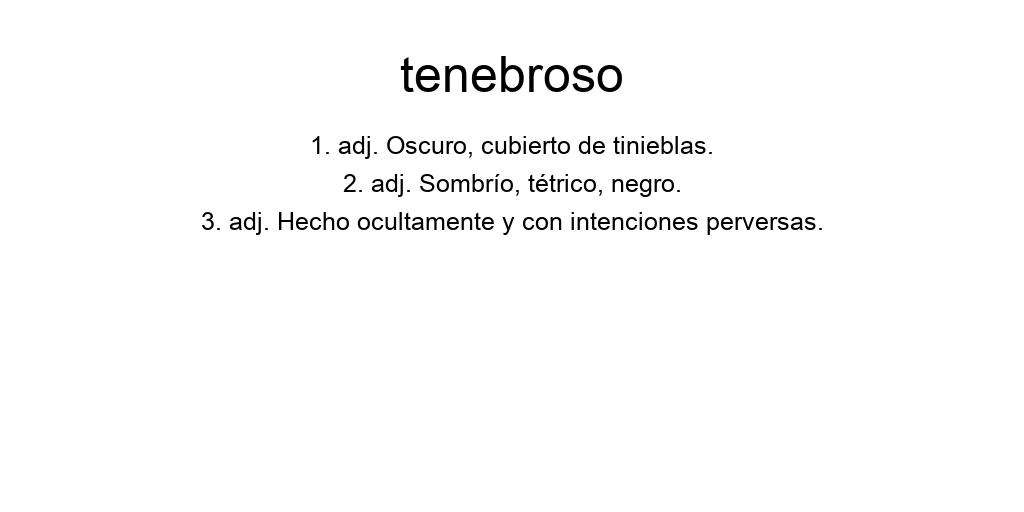 tenebroso
1. adj. Oscuro, cubierto de tinieblas.
2. adj. Sombrío, tétrico, negro.
3. adj. Hecho ocultamente y con intenciones perversas.